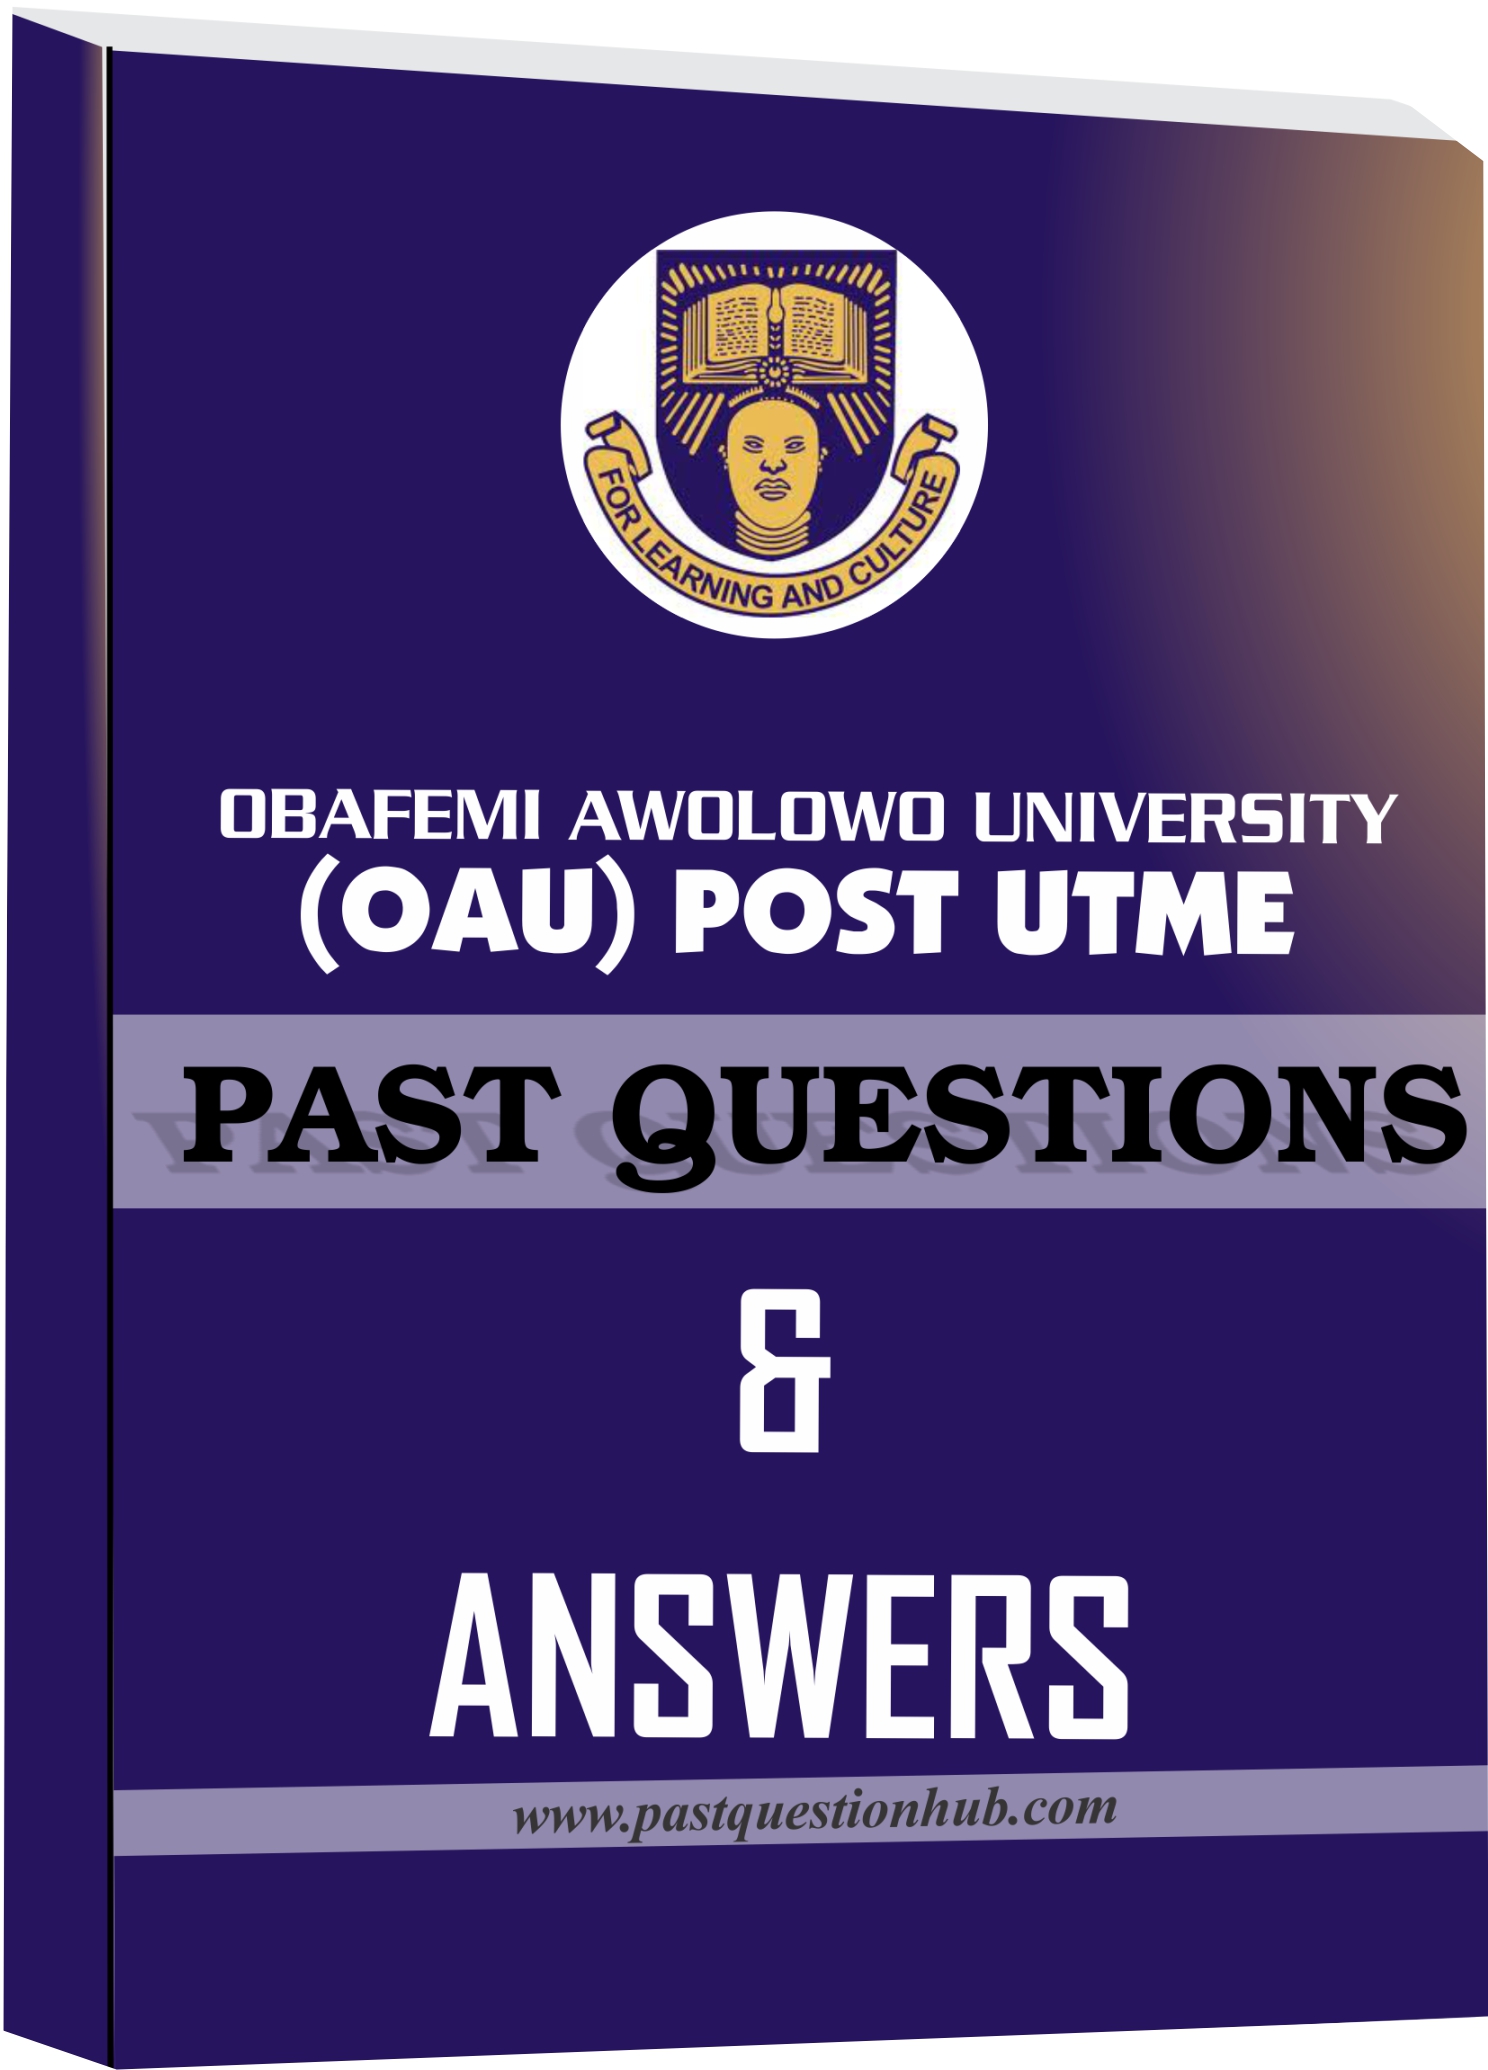 FOR LEARNING AND CULTURE
OBAFEMI AWOLOWO UNIVERSITY
(OAU) POST UTME
PAST QUESTIONS
&
ANSWERS
www.pastquestionhub.com